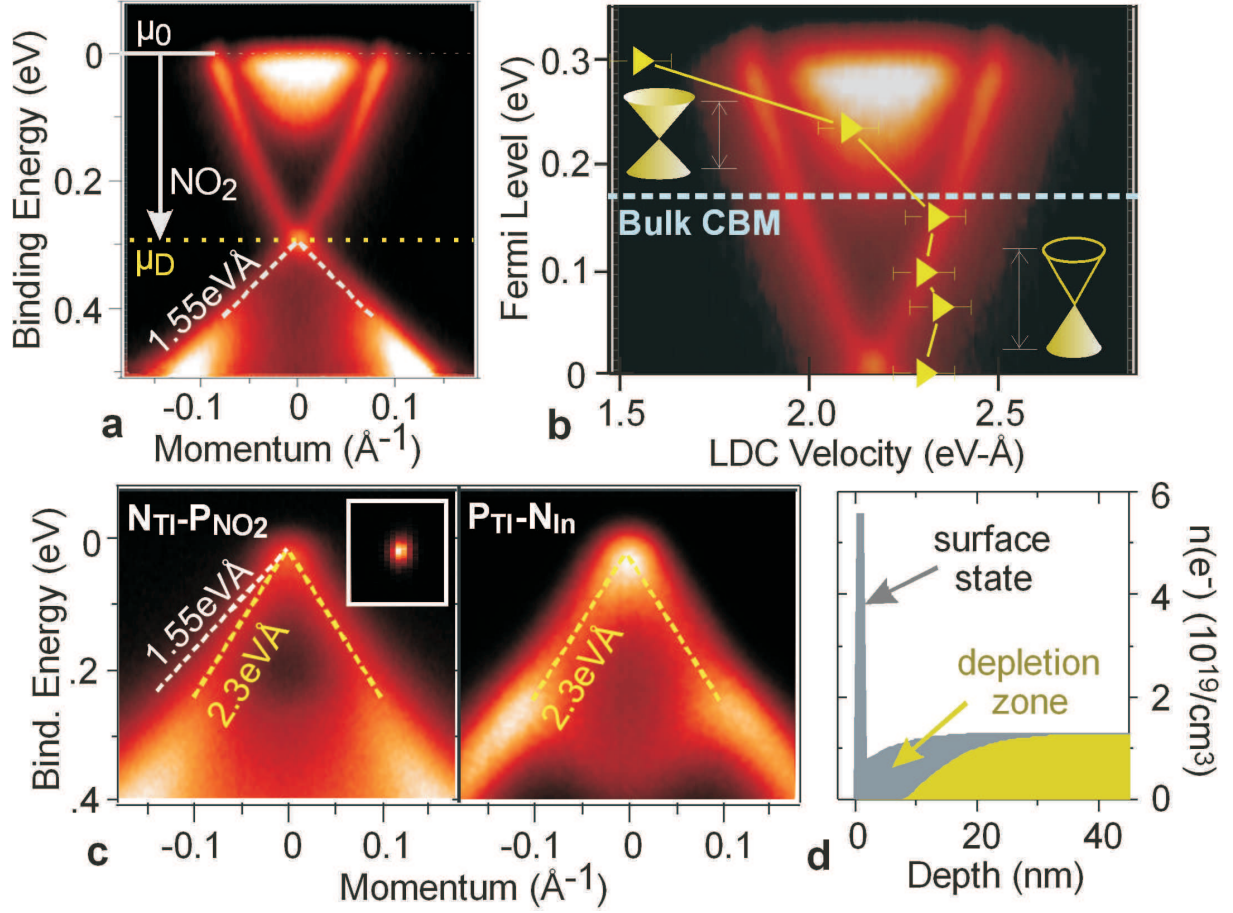 μ0
0
0.2
0.4
Binding Energy (eV)
NO2
μD
1.55eVÅ
-0.1
0
0.1
a
Momentum (Å-1)
0.3
0.2
0.1
0
Fermi Level (eV)
Bulk CBM
1.5
2.0
2.5
b
LDC Velocity (eV-Å)
NTI-PNO2
PTI-NIn
0
.2
.4
Bind. Energy (eV)
1.55eVÅ
2.3eVÅ
2.3eVÅ
-0.1
0
0.1
-0.1
0
0.1
c
Momentum (Å-1)
surface
state
depletion
zone
6
4
2
0
n(e-) (10^19/cm3)
0
20
40
d
Depth (nm)